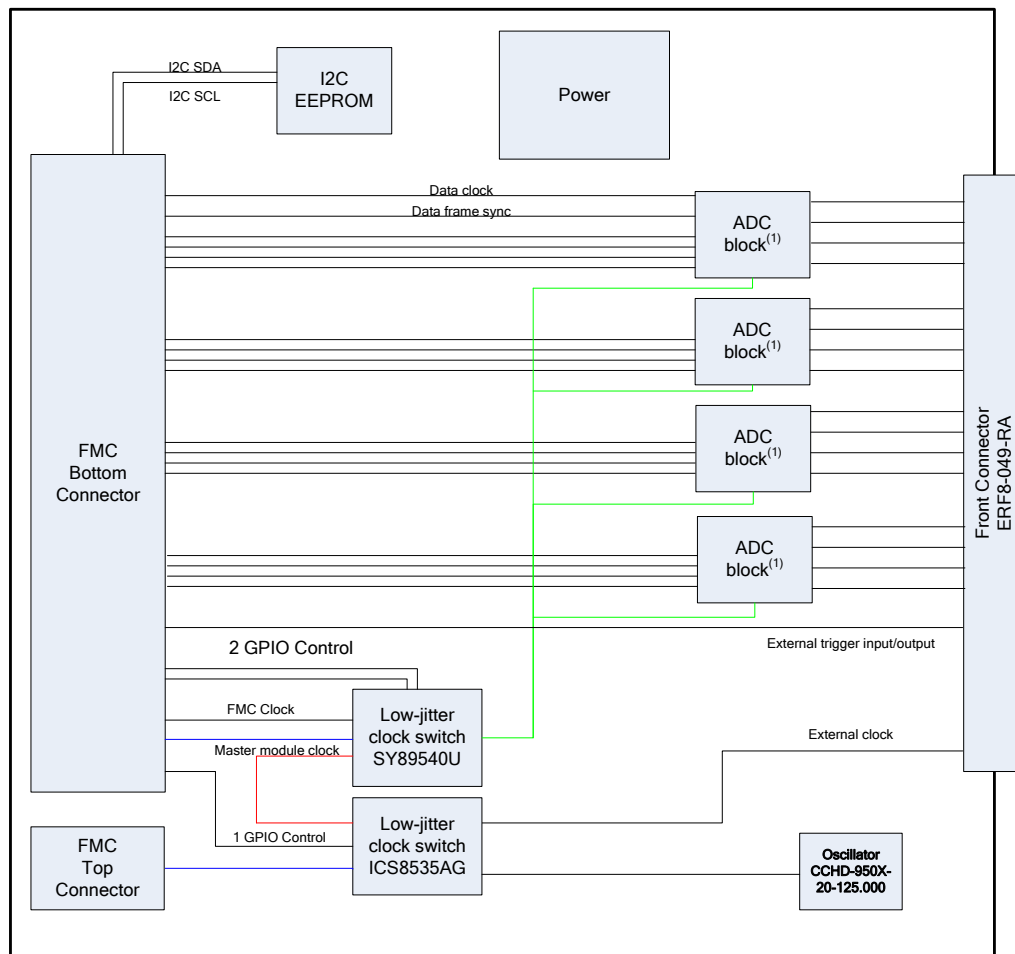 I2C SDA
I2C SCL
I2C
EEPROM
Power
Data clock
Data frame sync
ADC
block(1)
ADC
block(1)
ADC
block(1)
ADC
block(1)
FMC
Bottom
Connector
Front Connector
ERF8-049-RA
External trigger input/output
2 GPIO Control
FMC Clock
Master module clock
Low-jitter
clock switch
SY89540U
External clock
1 GPIO Control
Low-jitter
clock switch
ICS8535AG
FMC
Top
Connector
Oscillator
CCHD-950X-
20-125.000